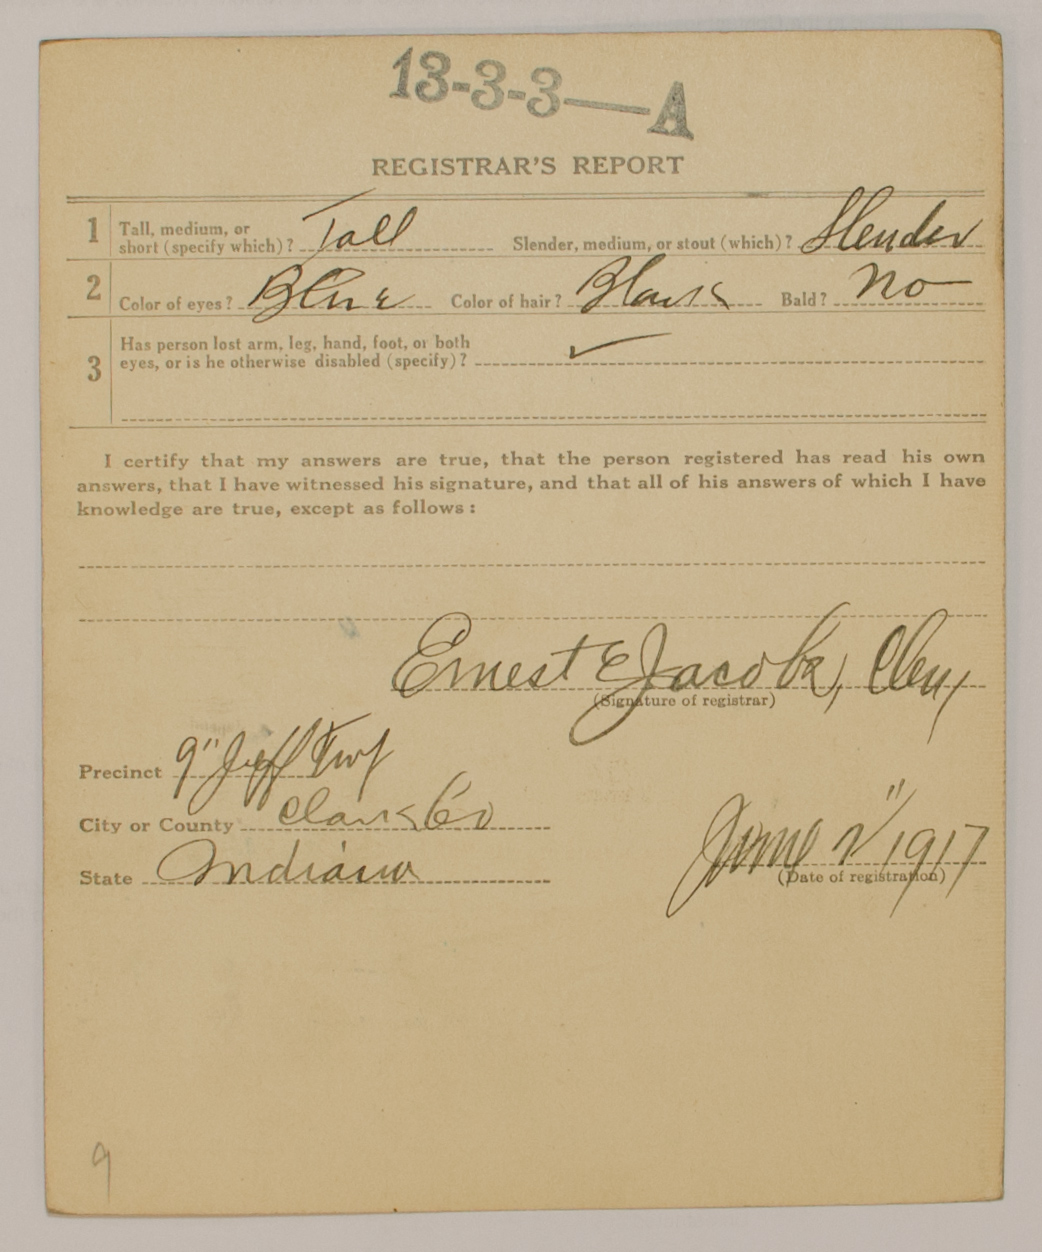 13-3-3—A
REGISTRAR'S REPORT
1 Tall, medium, or short (specify which)? Tall Slender, medium, or stout (which)? Slender
2 Color of eyes? Blue Color of hair? Black Bald? No
3 Has person lost arm, leg, hand, foot, or both
eyes, or is he otherwise disabled (specify)? ✓
I certify that my answers are true, that the person registered has read his own
answers, that I have witnessed his signature, and that all of his answers of which I have
knowledge are true, except as follows:
Ernest E Jacobs,
(Signature of registrar)
Precinct 9" Jeff Twp
City or County Clark Co
State Indiana
June 1917
(Date of registration)
9